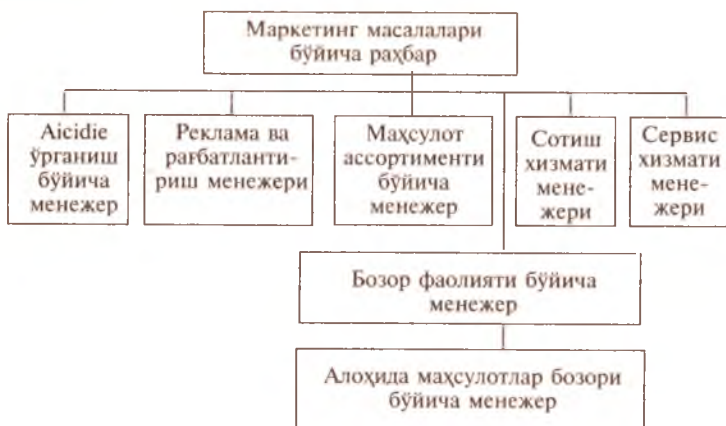 Маркетинг масалалари
бўйича раҳбар
Aicidie
ўрганиш
бўйича
менежер
Реклама ва
рағбатланти-
риш менежери
Маҳсулот
ассортименти
бўйича
менежер
Сотиш
хизмати
мене-
жери
Сервис
хизмати
мене-
жери
Бозор фаолияти бўйича
менежер
Алоҳида маҳсулотлар бозори
бўйича менежер